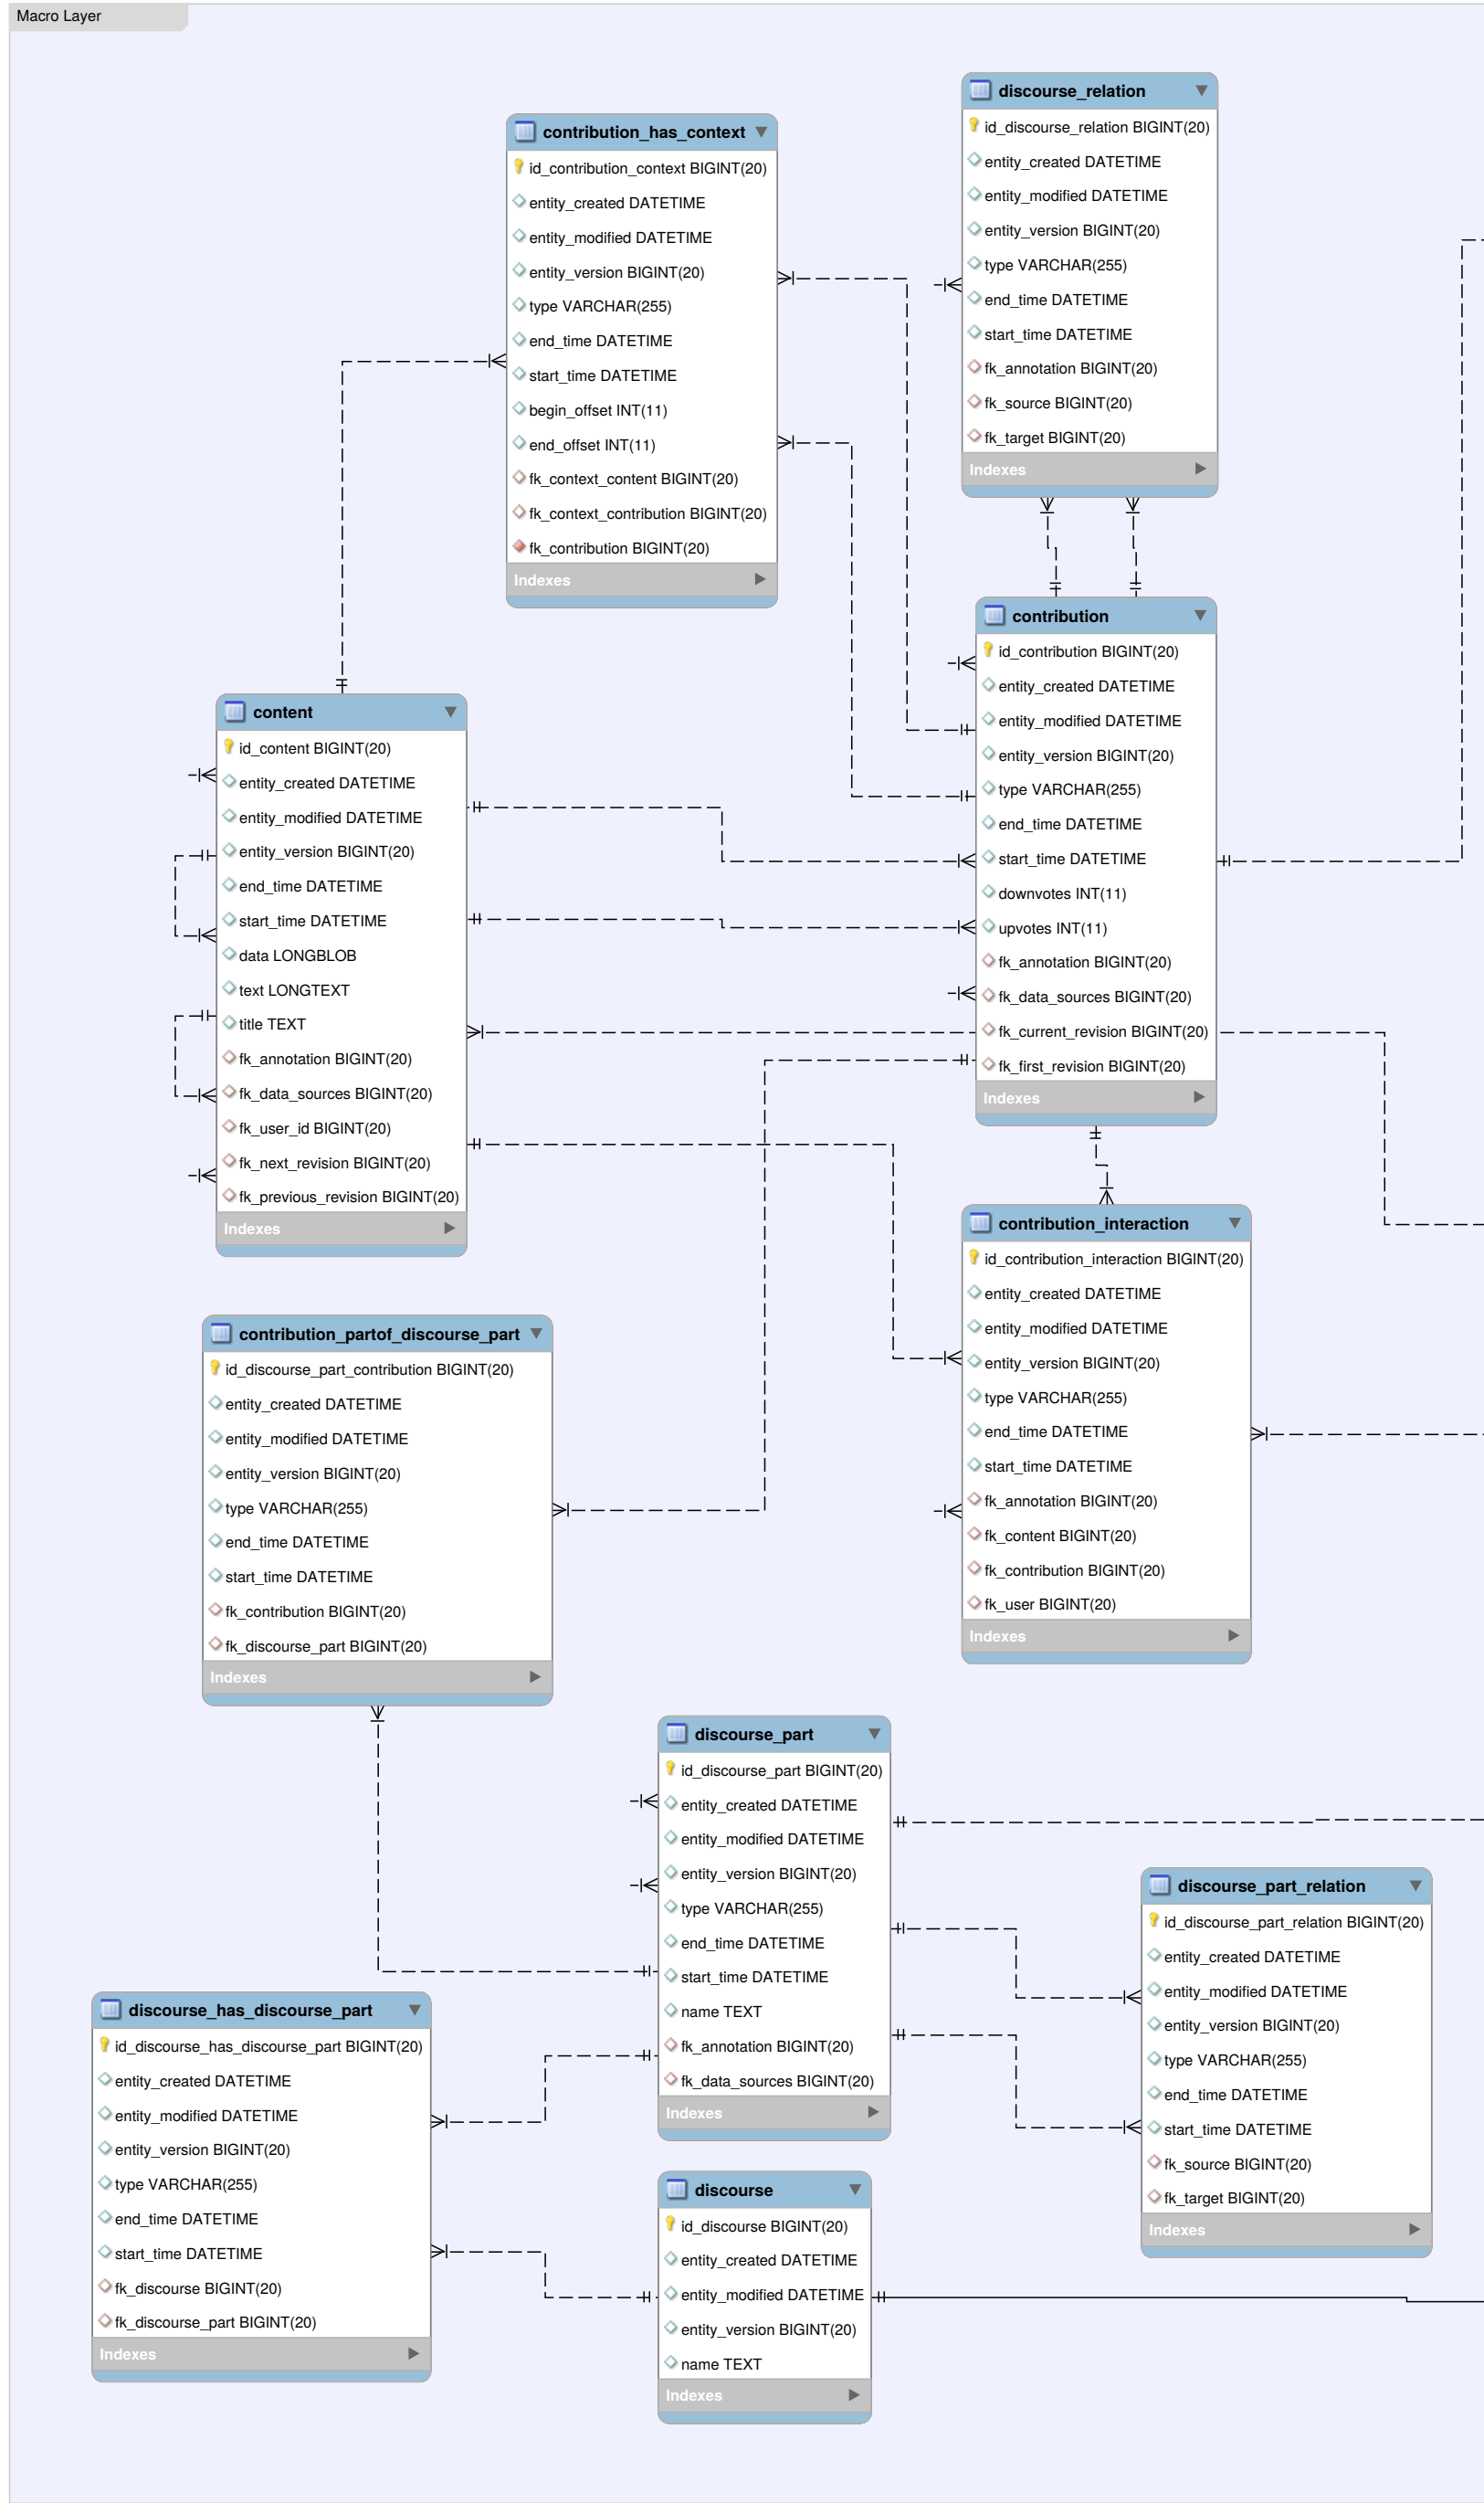 Macro Layer
discourse_relation
id_discourse_relation BIGINT(20)
entity_created DATETIME
entity_modified DATETIME
entity_version BIGINT(20)
type VARCHAR(255)
end_time DATETIME
start_time DATETIME
fk_annotation BIGINT(20)
fk_source BIGINT(20)
fk_target BIGINT(20)
Indexes
contribution_has_context
id_contribution_context BIGINT(20)
entity_created DATETIME
entity_modified DATETIME
entity_version BIGINT(20)
type VARCHAR(255)
end_time DATETIME
start_time DATETIME
begin_offset INT(11)
end_offset INT(11)
fk_context_content BIGINT(20)
fk_context_contribution BIGINT(20)
fk_contribution BIGINT(20)
Indexes
contribution
id_contribution BIGINT(20)
entity_created DATETIME
entity_modified DATETIME
entity_version BIGINT(20)
type VARCHAR(255)
end_time DATETIME
start_time DATETIME
downvotes INT(11)
upvotes INT(11)
fk_annotation BIGINT(20)
fk_data_sources BIGINT(20)
fk_current_revision BIGINT(20)
fk_first_revision BIGINT(20)
Indexes
content
id_content BIGINT(20)
entity_created DATETIME
entity_modified DATETIME
entity_version BIGINT(20)
end_time DATETIME
start_time DATETIME
data LONGBLOB
text LONGTEXT
title TEXT
fk_annotation BIGINT(20)
fk_data_sources BIGINT(20)
fk_user_id BIGINT(20)
fk_next_revision BIGINT(20)
fk_previous_revision BIGINT(20)
Indexes
contribution_interaction
id_contribution_interaction BIGINT(20)
entity_created DATETIME
entity_modified DATETIME
entity_version BIGINT(20)
type VARCHAR(255)
end_time DATETIME
start_time DATETIME
fk_annotation BIGINT(20)
fk_content BIGINT(20)
fk_contribution BIGINT(20)
fk_user BIGINT(20)
Indexes
contribution_partof_discourse_part
id_discourse_part_contribution BIGINT(20)
entity_created DATETIME
entity_modified DATETIME
entity_version BIGINT(20)
type VARCHAR(255)
end_time DATETIME
start_time DATETIME
fk_contribution BIGINT(20)
fk_discourse_part BIGINT(20)
Indexes
discourse_part
id_discourse_part BIGINT(20)
entity_created DATETIME
entity_modified DATETIME
entity_version BIGINT(20)
type VARCHAR(255)
end_time DATETIME
start_time DATETIME
name TEXT
fk_annotation BIGINT(20)
fk_data_sources BIGINT(20)
Indexes
discourse_part_relation
id_discourse_part_relation BIGINT(20)
entity_created DATETIME
entity_modified DATETIME
entity_version BIGINT(20)
type VARCHAR(255)
end_time DATETIME
start_time DATETIME
fk_source BIGINT(20)
fk_target BIGINT(20)
Indexes
discourse_has_discourse_part
id_discourse_has_discourse_part BIGINT(20)
entity_created DATETIME
entity_modified DATETIME
entity_version BIGINT(20)
type VARCHAR(255)
end_time DATETIME
start_time DATETIME
fk_discourse BIGINT(20)
fk_discourse_part BIGINT(20)
Indexes
discourse
id_discourse BIGINT(20)
entity_created DATETIME
entity_modified DATETIME
entity_version BIGINT(20)
name TEXT
Indexes